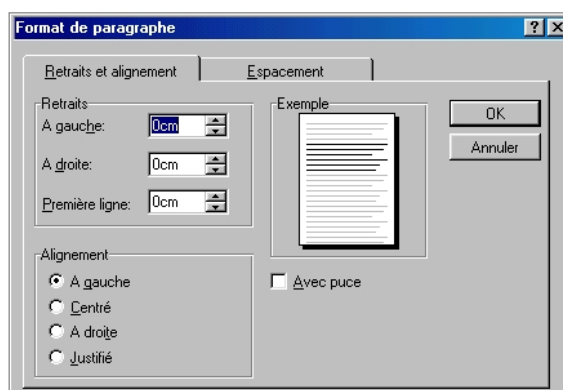 Format de paragraphe
Retraits et alignement
Espacement
Retraits
A gauche: 0cm
A droite: 0cm
Première ligne: 0cm
Exemple
OK
Annuler
Alignement
A gauche
Centré
A droite
Justifié
Avec puce